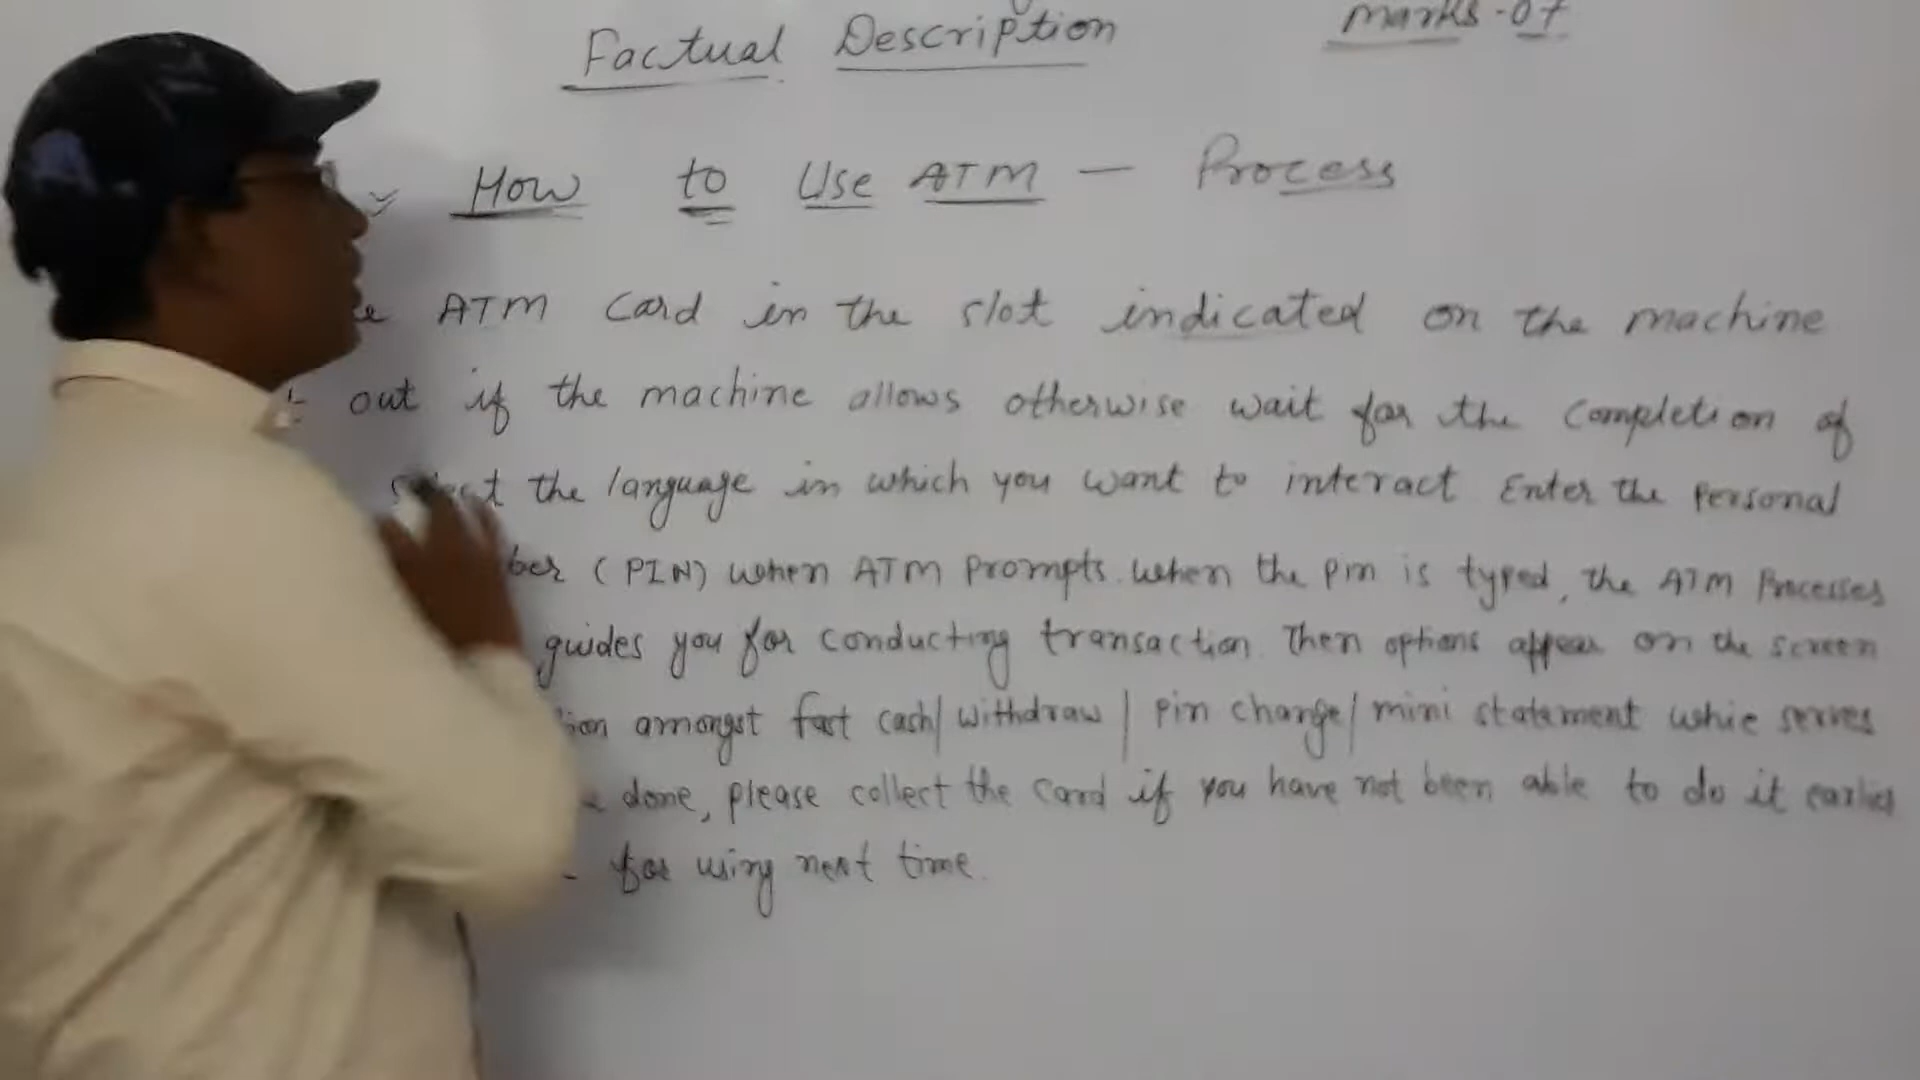 Factual Description Marks-07
How to Use ATM - Process
ATM card in the slot indicated on the machine
out if the machine allows otherwise wait for the completion of
select the language in which you want to interact Enter the Personal
ber (PIN) when ATM prompts. when the pin is typed, the ATM Processes
guides you for conducting transaction. Then options appear on the screen
ion amongst fast cash/ withdraw / pin change/ mini statement whie serves
done, please collect the card if you have not been able to do it earlier
for using next time.